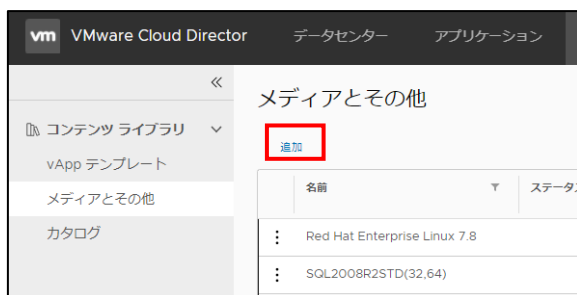 vm VMware Cloud Director データセンター アプリケーション
«
コンテンツ ライブラリ
vApp テンプレート
メディアとその他
カタログ
メディアとその他
追加
名前 ステータス
Red Hat Enterprise Linux 7.8
SQL2008R2STD(32,64)